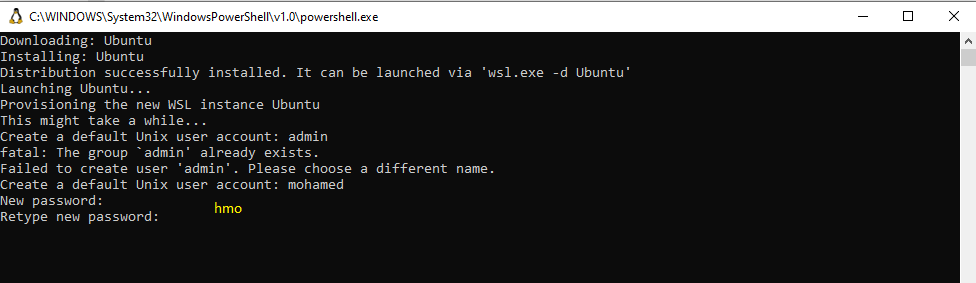 C:\WINDOWS\System32\WindowsPowerShell\v1.0\powershell.exe
Downloading: Ubuntu
Installing: Ubuntu
Distribution successfully installed. It can be launched via 'wsl.exe -d Ubuntu'
Launching Ubuntu...
Provisioning the new WSL instance Ubuntu
This might take a while...
Create a default Unix user account: admin
fatal: The group `admin' already exists.
Failed to create user 'admin'. Please choose a different name.
Create a default Unix user account: mohamed
New password:
hmo
Retype new password: